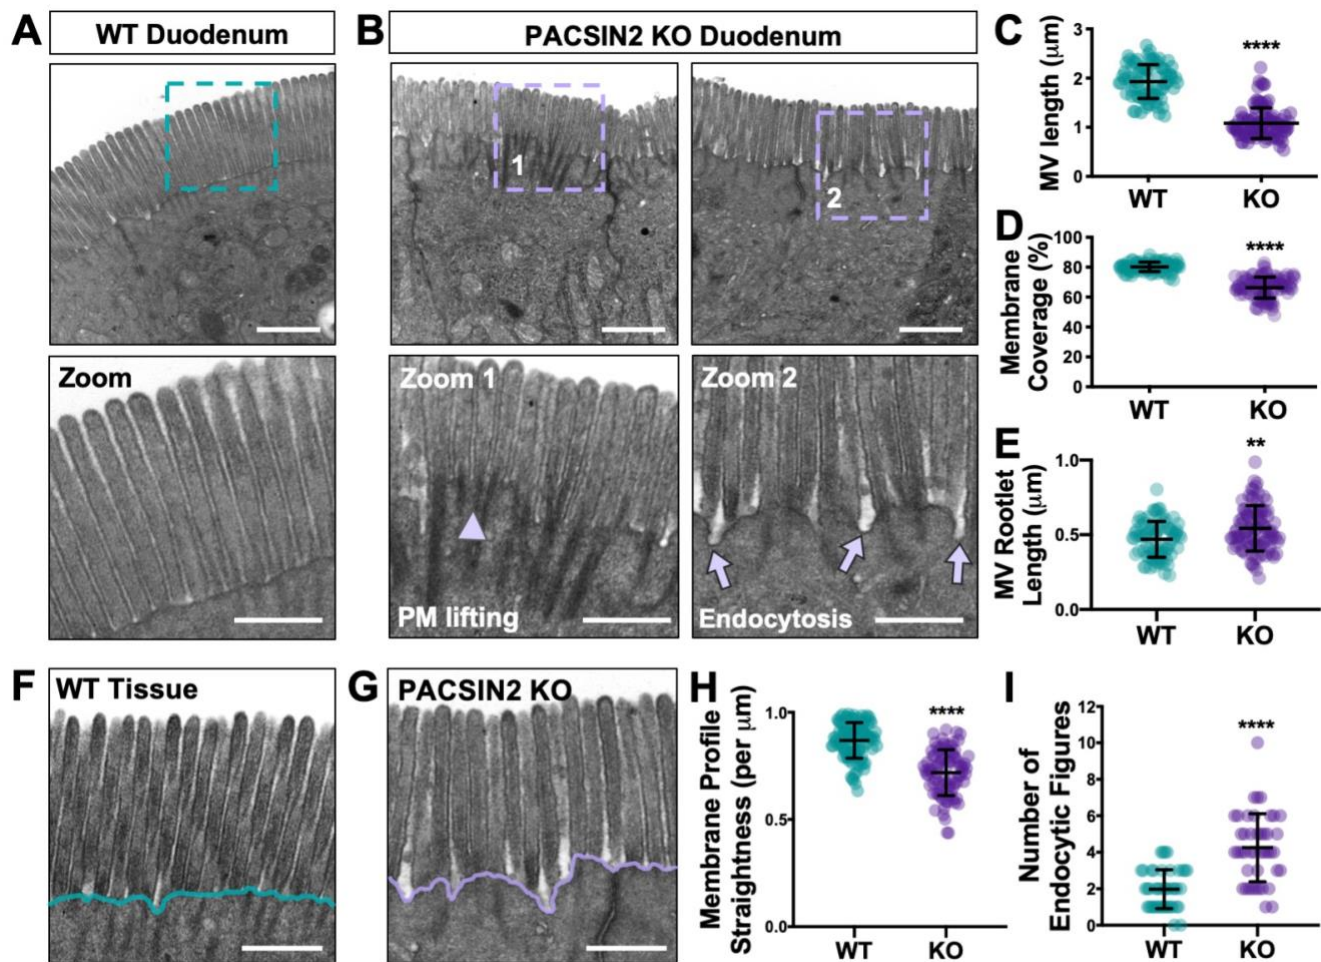 A
WT Duodenum
B
PACSIN2 KO Duodenum
1
2
Zoom
Zoom 1
PM lifting
Zoom 2
Endocytosis
C
MV length (μm)
3
2
1
0
****
WT
KO
D
Membrane
Coverage (%)
100
80
60
40
20
0
****
WT
KO
E
MV Rootlet
Length (μm)
1.0
0.5
0.0
**
WT
KO
F
WT Tissue
G
PACSIN2 KO
H
Membrane Profile
Straightness (per μm)
1.0
0.5
0.0
****
WT
KO
I
Number of
Endocytic Figures
12
10
8
6
4
2
0
****
WT
KO